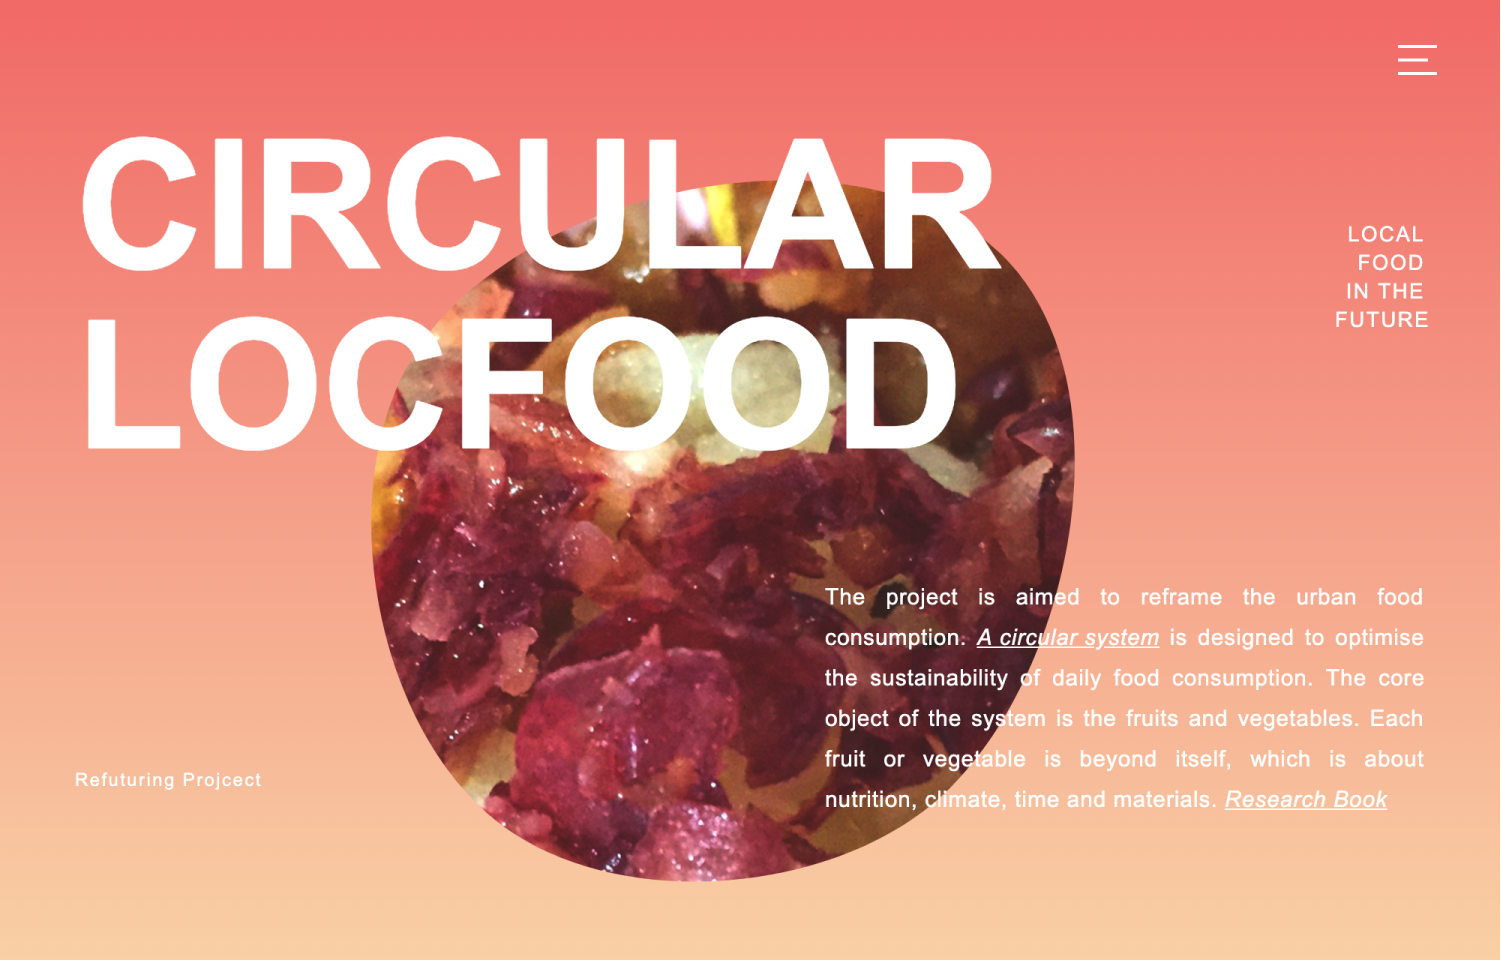 CIRCULAR
LOCFOOD
LOCAL
FOOD
IN THE
FUTURE
The project is aimed to reframe the urban food
consumption. A circular system is designed to optimise
the sustainability of daily food consumption. The core
object of the system is the fruits and vegetables. Each
fruit or vegetable is beyond itself, which is about
nutrition, climate, time and materials. Research Book
Refuturing Projcect